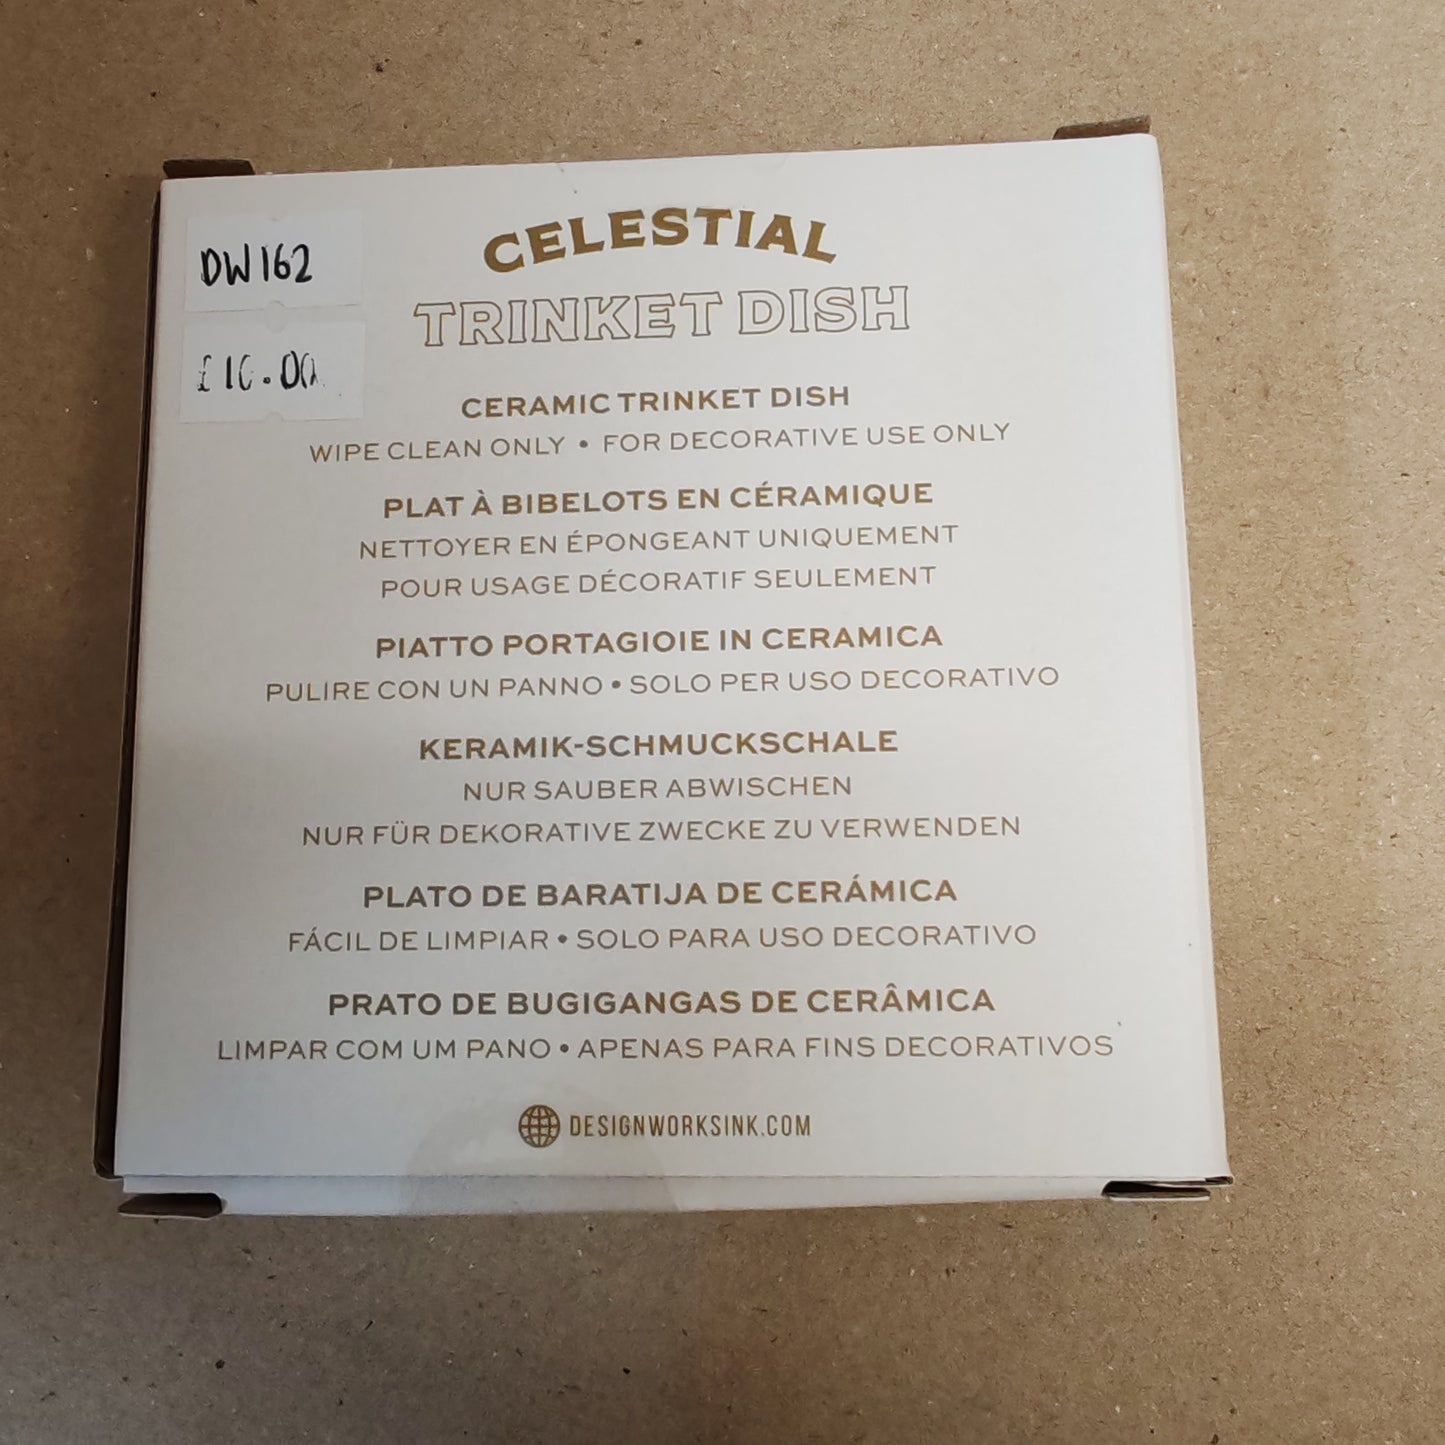 DW162
£10.00
CELESTIAL
TRINKET DISH
CERAMIC TRINKET DISH
WIPE CLEAN ONLY • FOR DECORATIVE USE ONLY
PLAT À BIBELOTS EN CÉRAMIQUE
NETTOYER EN ÉPONGEANT UNIQUEMENT
POUR USAGE DÉCORATIF SEULEMENT
PIATTO PORTAGIOIE IN CERAMICA
PULIRE CON UN PANNO • SOLO PER USO DECORATIVO
KERAMIK-SCHMUCKSCHALE
NUR SAUBER ABWISCHEN
NUR FÜR DEKORATIVE ZWECKE ZU VERWENDEN
PLATO DE BARATIJA DE CERÁMICA
FÁCIL DE LIMPIAR • SOLO PARA USO DECORATIVO
PRATO DE BUGIGANGAS DE CERÂMICA
LIMPAR COM UM PANO • APENAS PARA FINS DECORATIVOS
DESIGNWORKSINK.COM